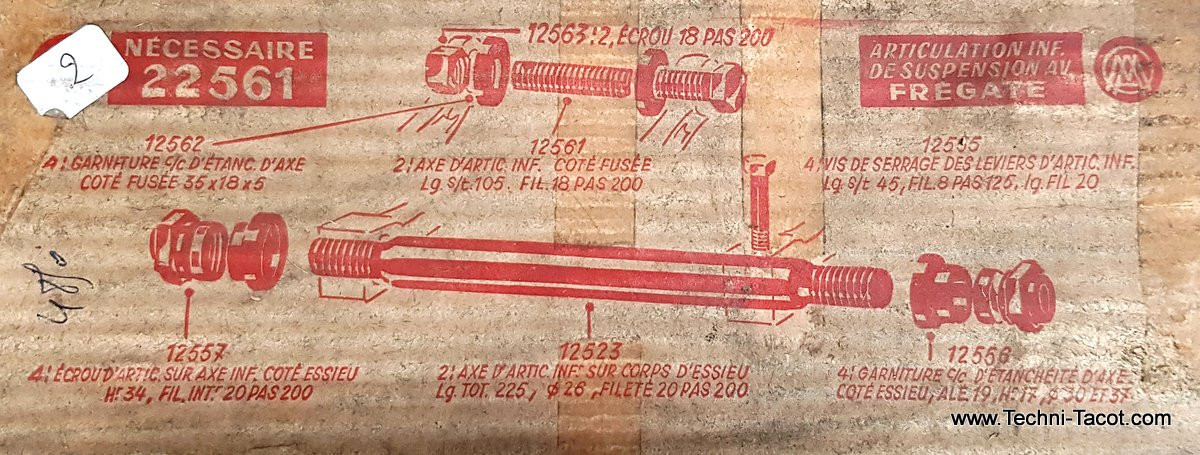 2
NÉCESSAIRE
22561
12563 : 2, ÉCROU 18 PAS 200
ARTICULATION INF.
DE SUSPENSION AV.
FRÉGATE
12562
4 : GARNITURE c/c D'ÉTANC. D'AXE
COTÉ FUSÉE 35 x 18 x 5
12561
2 : AXE D'ARTIC. INF. COTÉ FUSÉE
Lg s/t. 105. FIL. 18 PAS 200
4 VIS DE SERRAGE DES LEVIERS D'ARTIC. INF.
Lg s/t 45, FIL. 8 PAS 125, lg. FIL 20
12557
4 : ÉCROU D'ARTIC. SUR AXE INF. COTÉ ESSIEU
Hr 34, FIL. INTr 20 PAS 200
12523
2 : AXE D'ARTIC INFr SUR CORPS D'ESSIEU
Lg TOT. 225, φ 26, FILETÉ 20 PAS 200
12556
4 : GARNITURE c/c D'ÉTANCHÉITÉ D'AXE
COTÉ ESSIEU, ALÉ. 19, Hr 17, φ 30 ET 37
www.Techni-Tacot.com